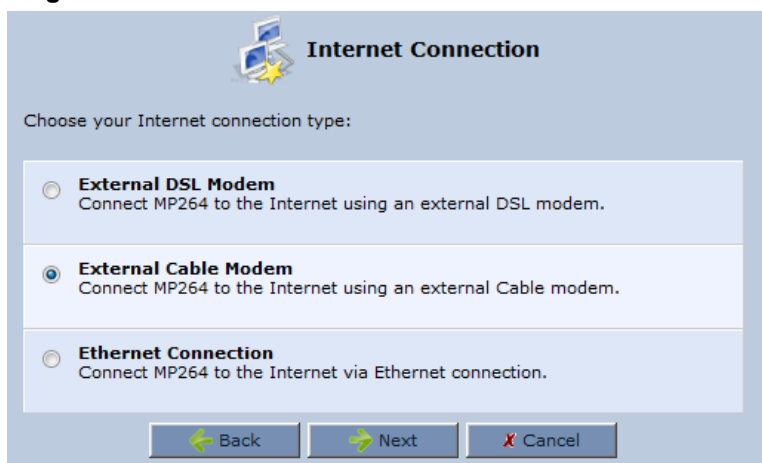 Internet Connection
Choose your Internet connection type:
External DSL Modem
Connect MP264 to the Internet using an external DSL modem.
External Cable Modem
Connect MP264 to the Internet using an external Cable modem.
Ethernet Connection
Connect MP264 to the Internet via Ethernet connection.
Back Next Cancel